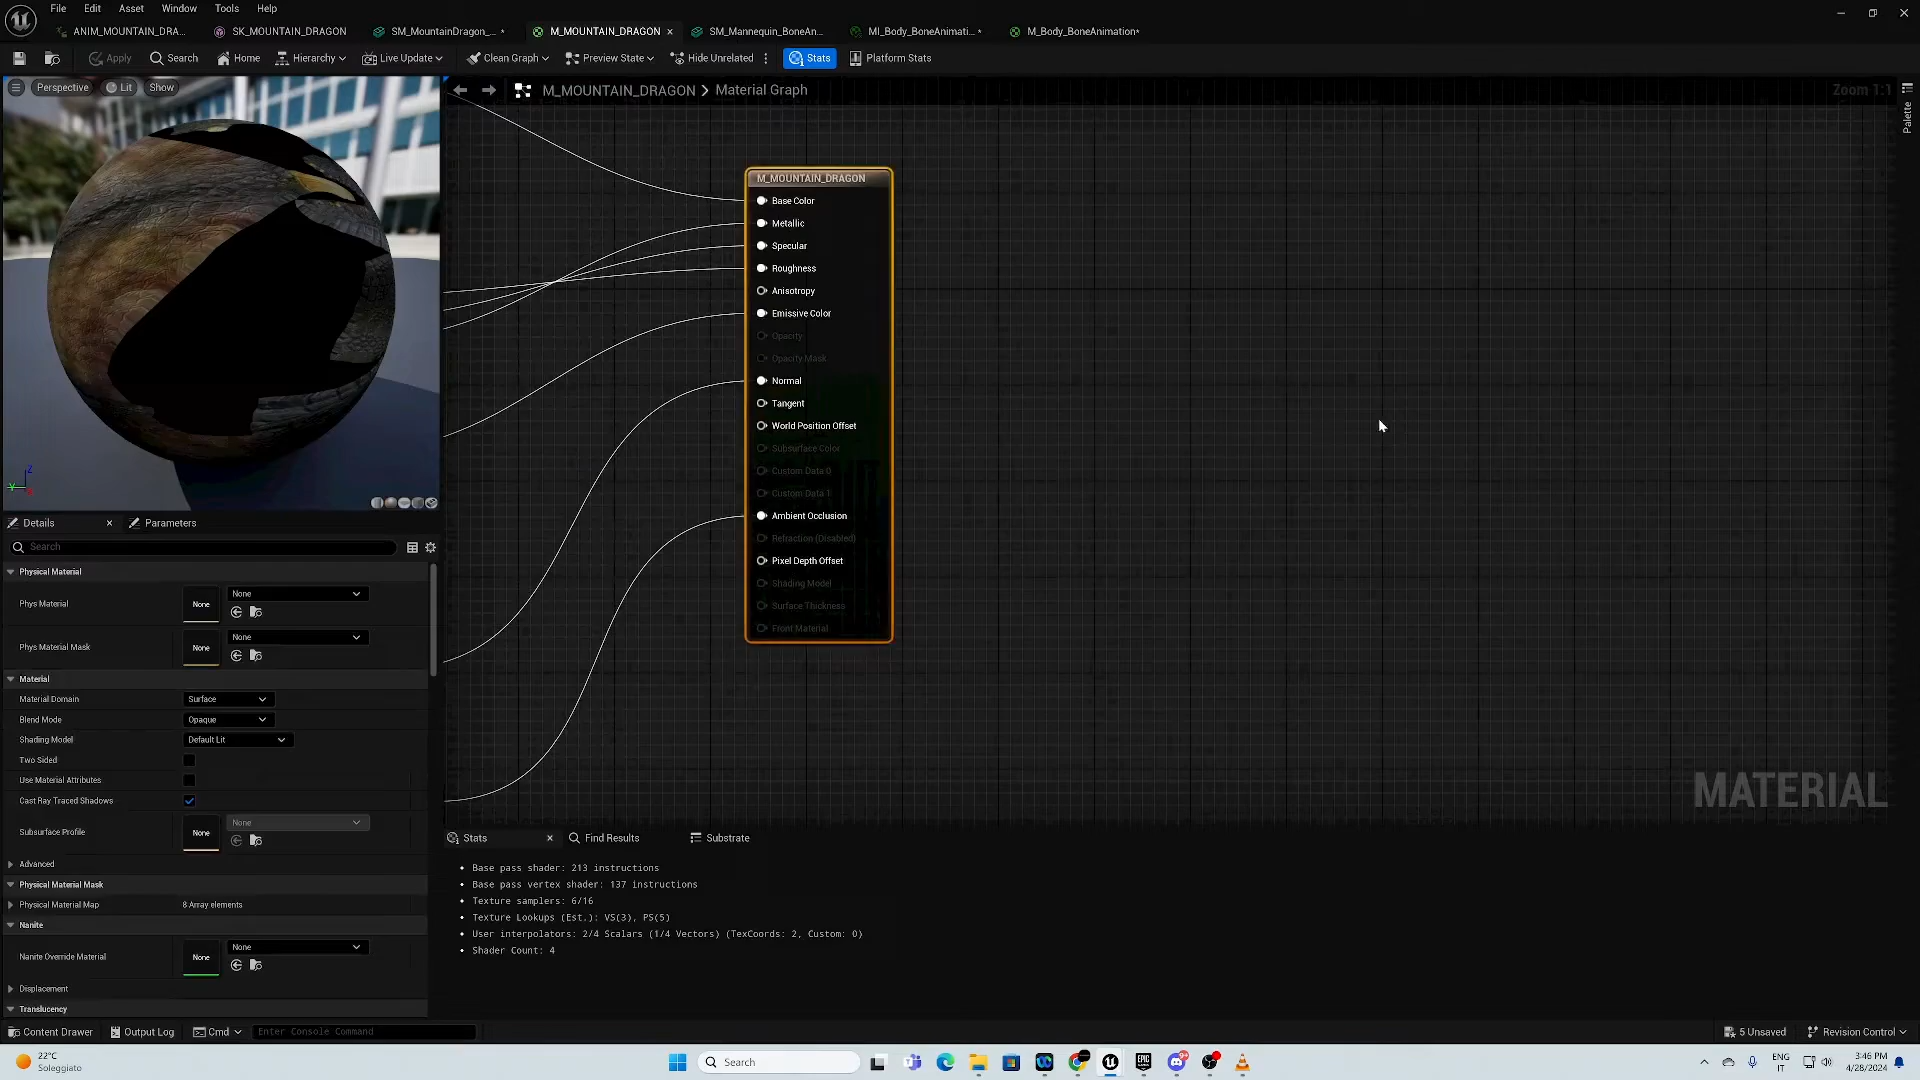 File Edit Asset Window Tools Help
ANIM_MOUNTAIN_DRA...
SK_MOUNTAIN_DRAGON
SM_MountainDragon_... *
M_MOUNTAIN_DRAGON
SM_Mannequin_BoneAn...
MI_Body_BoneAnimati... *
M_Body_BoneAnimation*
Apply
Search
Home
Hierarchy
Live Update
Clean Graph
Preview State
Hide Unrelated
Stats
Platform Stats
Perspective
Lit
Show
M_MOUNTAIN_DRAGON > Material Graph
Zoom 1:1
Palette
M_MOUNTAIN_DRAGON
Base Color
Metallic
Specular
Roughness
Anisotropy
Emissive Color
Opacity
Opacity Mask
Normal
Tangent
World Position Offset
Subsurface Color
Custom Data 0
Custom Data 1
Ambient Occlusion
Refraction (Disabled)
Pixel Depth Offset
Shading Model
Surface Thickness
Front Material
MATERIAL
Z
Y
Details
Parameters
Search
Physical Material
Phys Material
None
None
Phys Material Mask
None
None
Material
Material Domain
Surface
Blend Mode
Opaque
Shading Model
Default Lit
Two Sided
Use Material Attributes
Cast Ray Traced Shadows
Subsurface Profile
None
None
Advanced
Physical Material Mask
Physical Material Map
8 Array elements
Nanite
Nanite Override Material
None
None
Displacement
Translucency
Stats
Find Results
Substrate
• Base pass shader: 213 instructions
• Base pass vertex shader: 137 instructions
• Texture samplers: 6/16
• Texture Lookups (Est.): VS(3), PS(5)
• User interpolators: 2/4 Scalars (1/4 Vectors) (TexCoords: 2, Custom: 0)
• Shader Count: 4
Content Drawer
Output Log
Cmd
Enter Console Command
5 Unsaved
Revision Control
22°C
Soleggiato
Search
ENG
IT
3:46 PM
4/28/2024